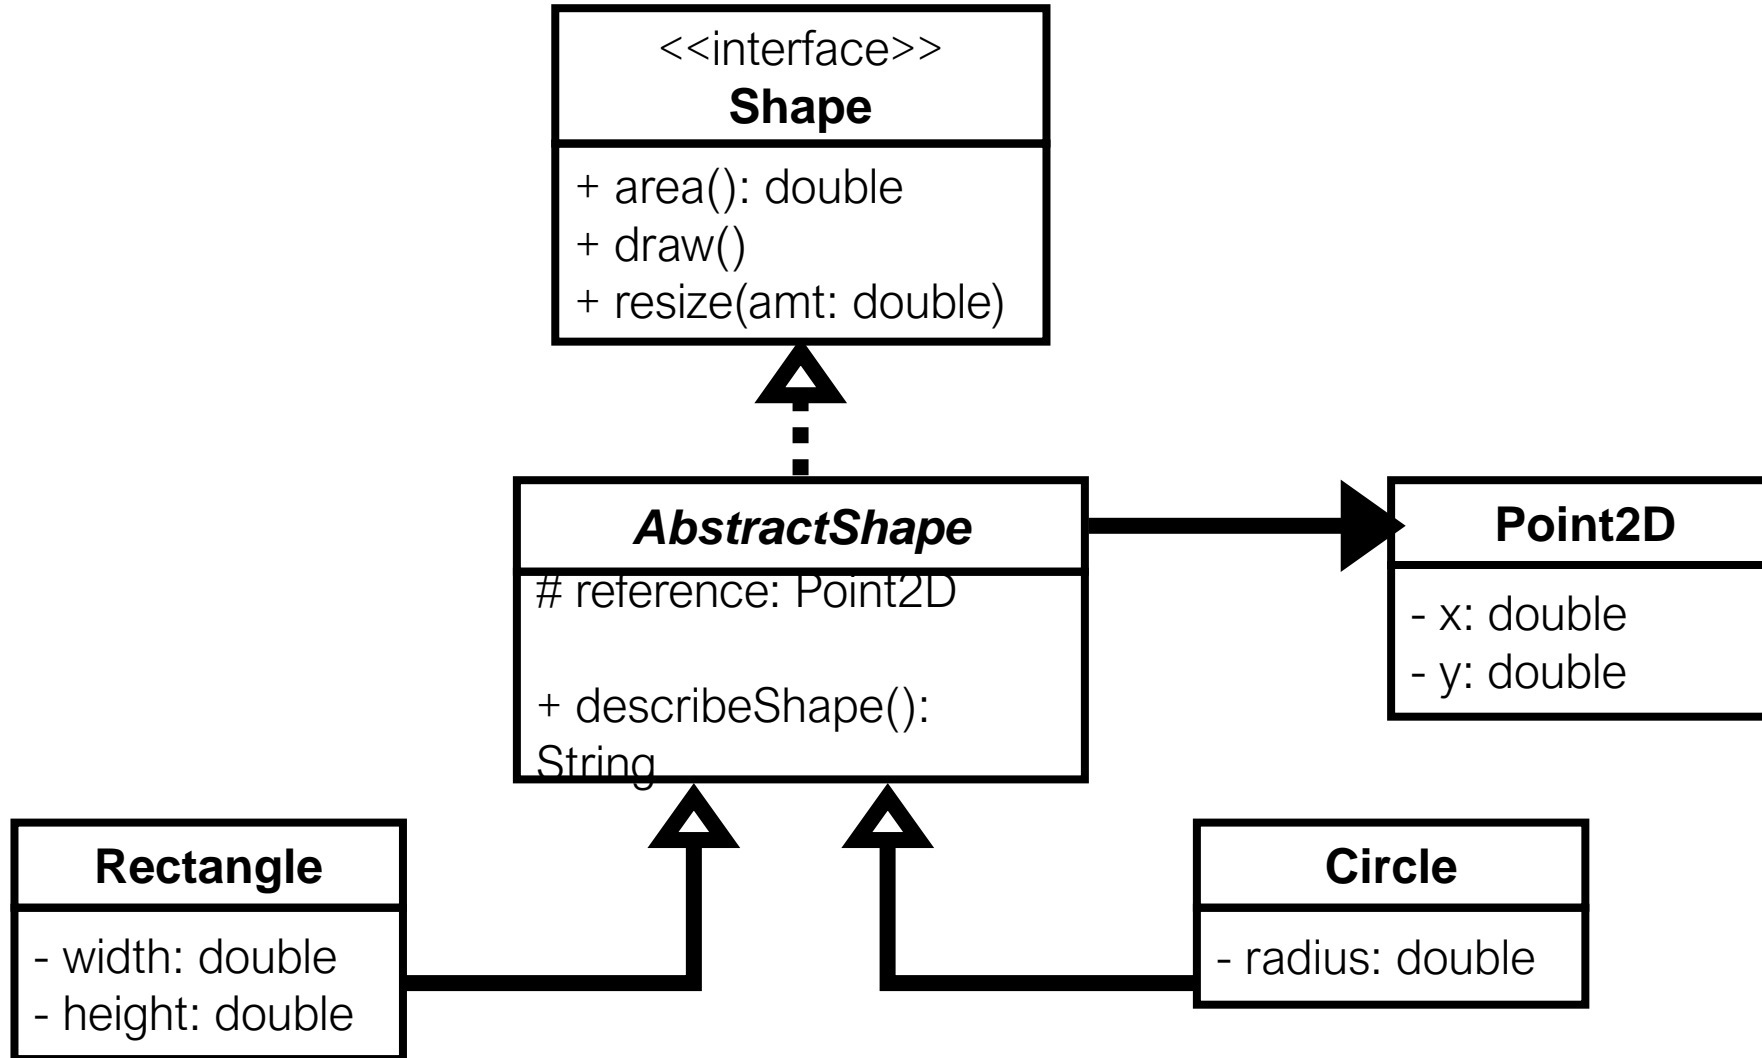 <<interface>>
Shape
+ area(): double
+ draw()
+ resize(amt: double)
AbstractShape
# reference: Point2D
+ describeShape():
String
Point2D
- x: double
- y: double
Rectangle
- width: double
- height: double
Circle
- radius: double